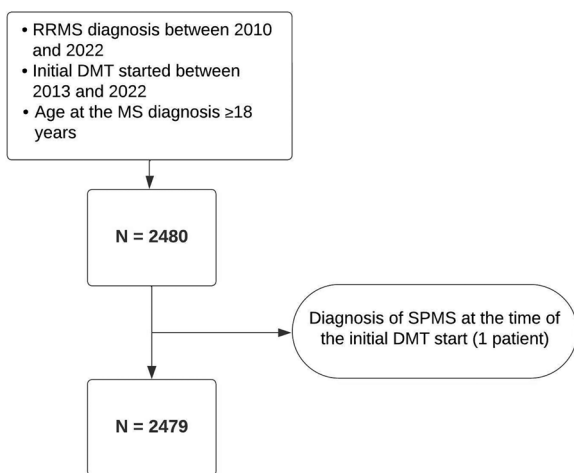 • RRMS diagnosis between 2010
and 2022
• Initial DMT started between
2013 and 2022
• Age at the MS diagnosis ≥18
years
N = 2480
Diagnosis of SPMS at the time of
the initial DMT start (1 patient)
N = 2479